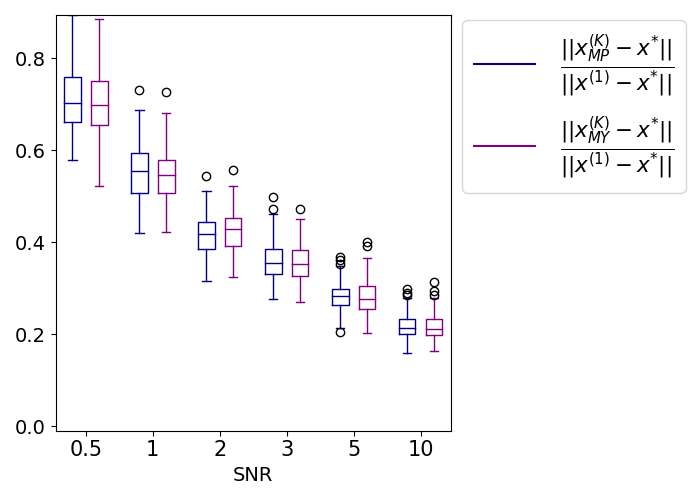 0.8
0.6
0.4
0.2
0.0
0.5 1 2 3 5 10
SNR
||x_{MP}^{(K)} − x^*||
||x^{(1)} − x^*||
||x_{MY}^{(K)} − x^*||
||x^{(1)} − x^*||